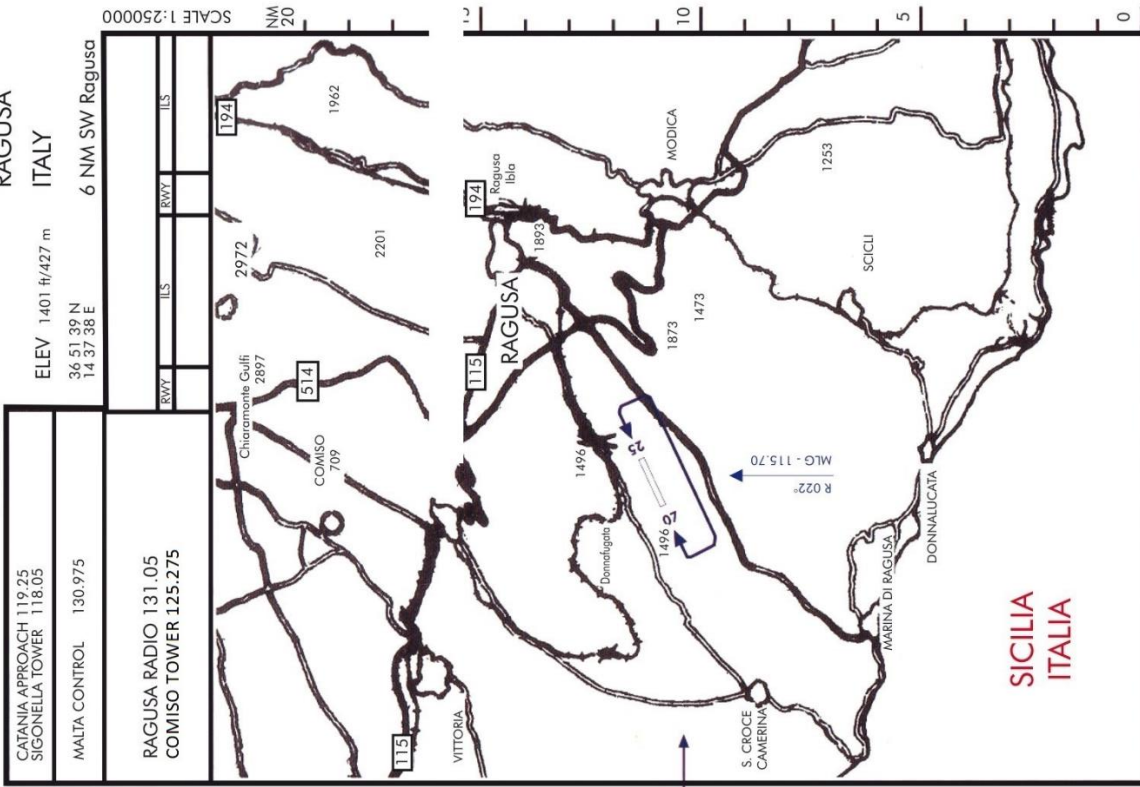 RAGUSA
ITALY
ELEV 1401 ft/427 m
36 51 39 N
14 37 38 E
6 NM SW Ragusa
CATANIA APPROACH 119.25
SIGONELLA TOWER 118.05
MALTA CONTROL 130.975
RAGUSA RADIO 131.05
COMISO TOWER 125.275
RWY ILS RWY ILS
SCALE 1:250000
NM
20
194
1962
2972
2201
Chiaramonte Gulfi
2897
514
COMISO
709
115
VITTORIA
194
Ragusa
Ibla
1893
RAGUSA
115
MODICA
10
1873
1473
1253
1496
25
07
1496
Donnafugata
R 022°
MLG - 115.70
SCICLI
5
S. CROCE
CAMERINA
MARINA DI RAGUSA
DONNALUCATA
SICILIA
ITALIA
0